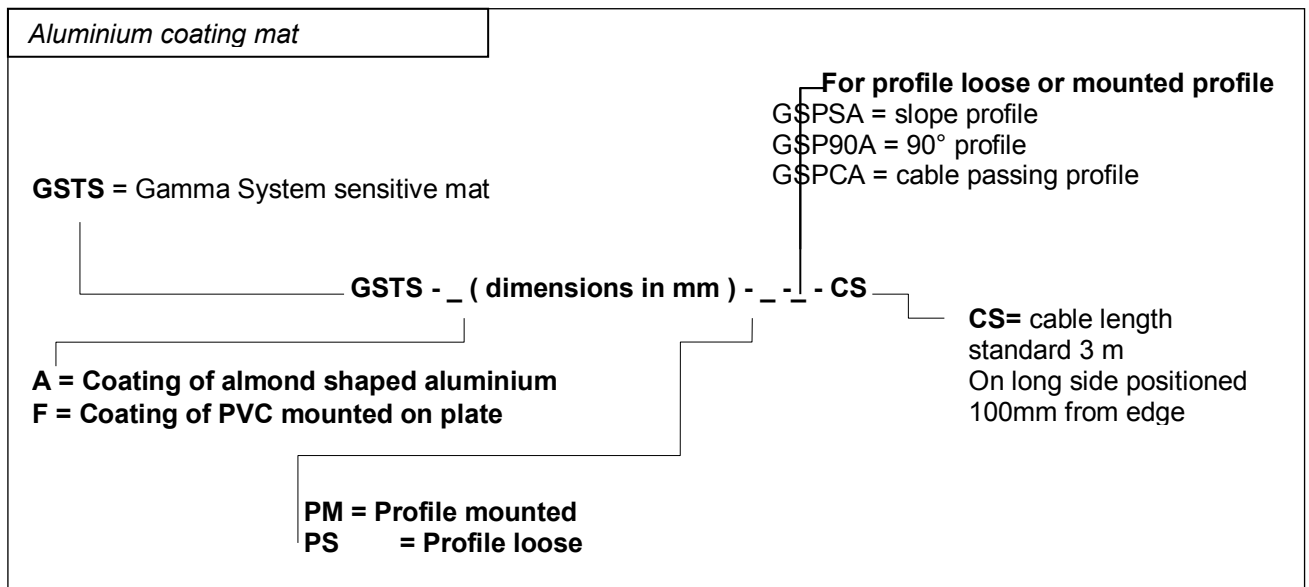 Aluminium coating mat
For profile loose or mounted profile
GSPSA = slope profile
GSP90A = 90° profile
GSPCA = cable passing profile
GSTS = Gamma System sensitive mat
GSTS - _ ( dimensions in mm ) - _ -_ - CS
CS= cable length
standard 3 m
On long side positioned
100mm from edge
A = Coating of almond shaped aluminium
F = Coating of PVC mounted on plate
PM = Profile mounted
PS = Profile loose